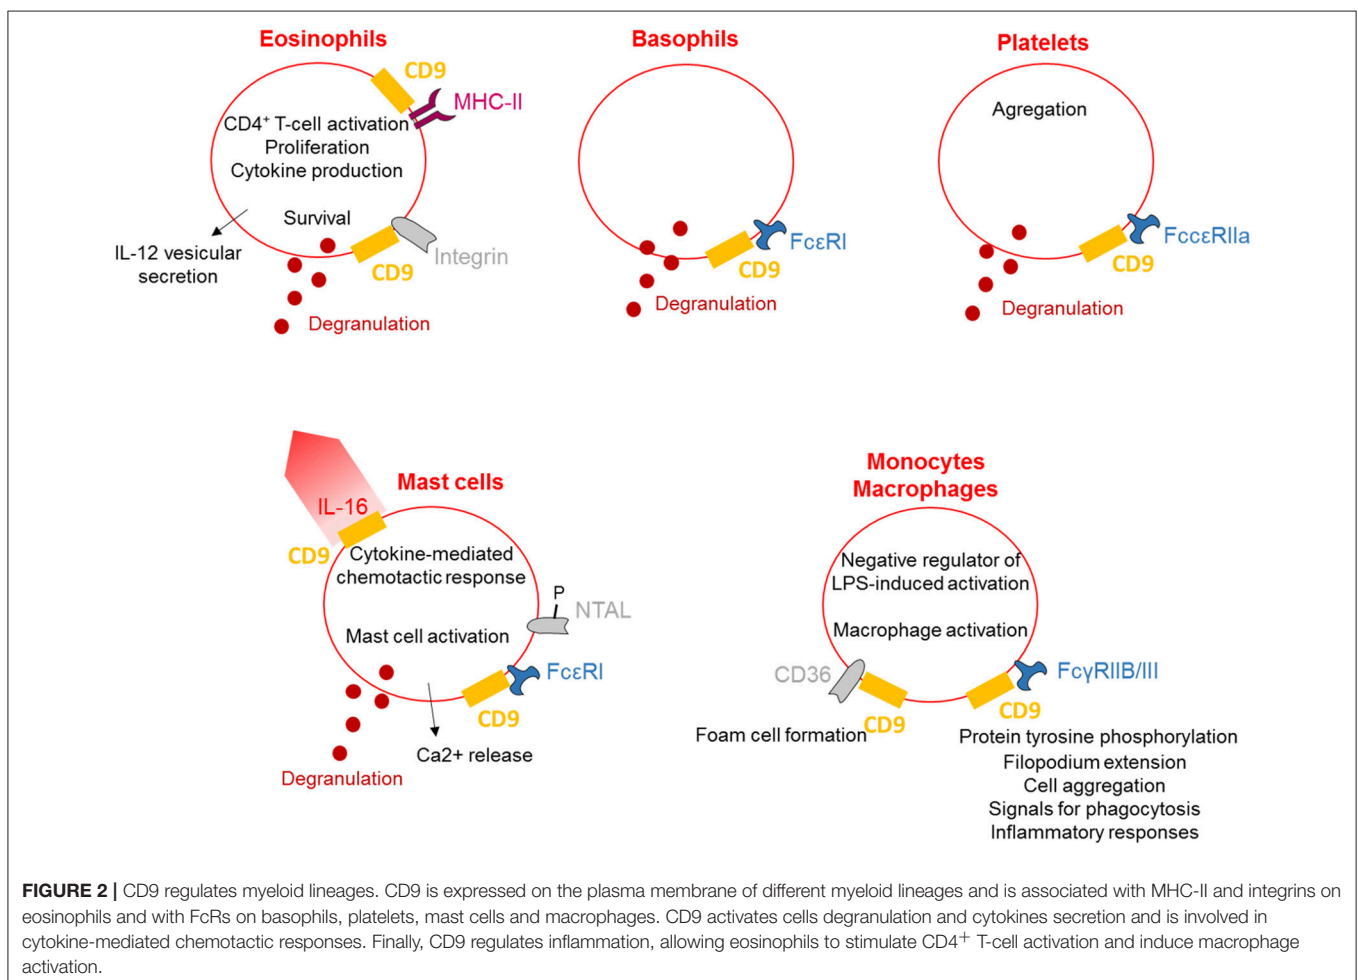 Eosinophils
CD9
MHC-II
CD4+ T-cell activation
Proliferation
Cytokine production
Survival
IL-12 vesicular
secretion
Integrin
CD9
Degranulation
Basophils
FcεRI
CD9
Degranulation
Platelets
Agregation
FccεRIIa
CD9
Degranulation
Mast cells
IL-16
CD9
Cytokine-mediated
chemotactic response
P
NTAL
Mast cell activation
FcεRI
CD9
Ca2+ release
Degranulation
Monocytes
Macrophages
Negative regulator of
LPS-induced activation
Macrophage activation
CD36
FcγRIIB/III
CD9
CD9
Foam cell formation
Protein tyrosine phosphorylation
Filopodium extension
Cell aggregation
Signals for phagocytosis
Inflammatory responses
FIGURE 2 | CD9 regulates myeloid lineages. CD9 is expressed on the plasma membrane of different myeloid lineages and is associated with MHC-II and integrins on
eosinophils and with FcRs on basophils, platelets, mast cells and macrophages. CD9 activates cells degranulation and cytokines secretion and is involved in
cytokine-mediated chemotactic responses. Finally, CD9 regulates inflammation, allowing eosinophils to stimulate CD4+ T-cell activation and induce macrophage
activation.